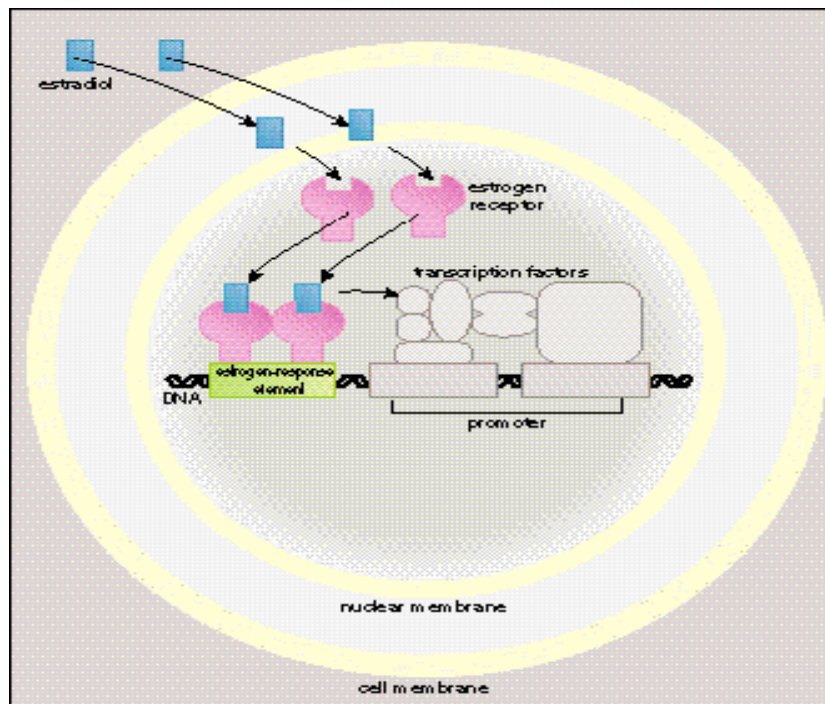 estradiol
estrogen
receptor
transcription factors
estrogen-response
element
DNA
promoter
nuclear membrane
cell membrane